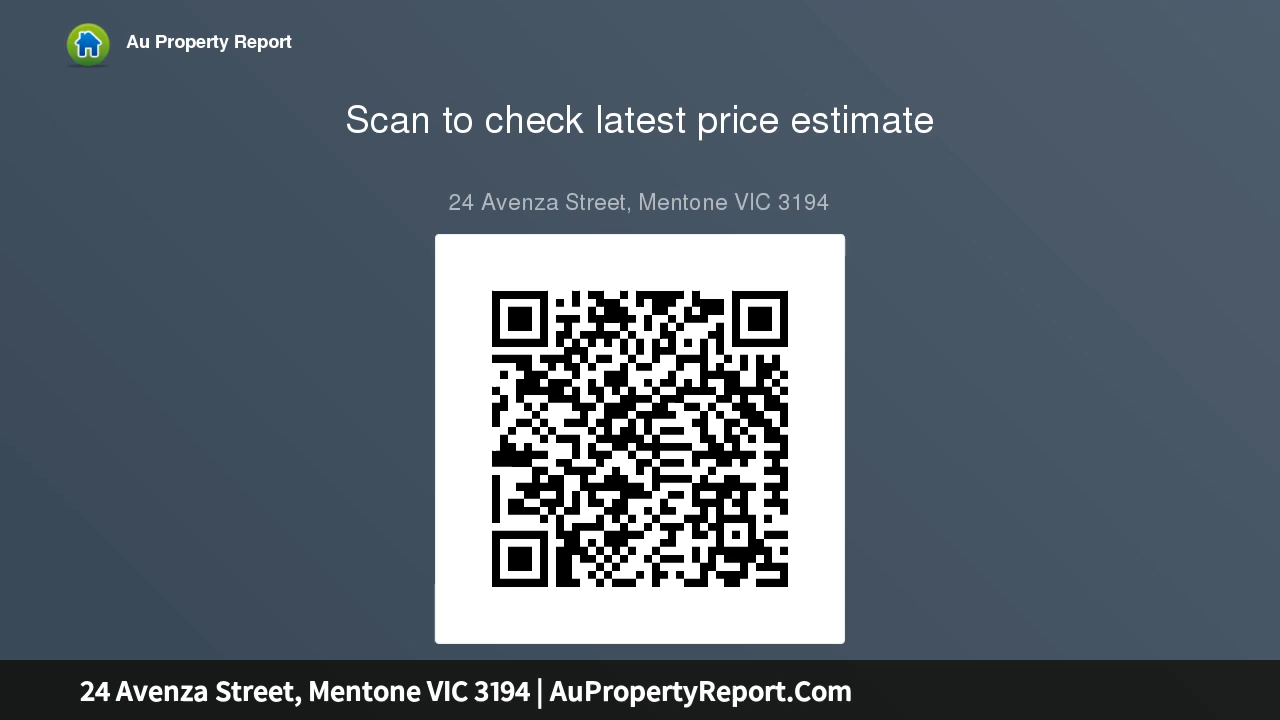 Au Property Report
Scan to check latest price estimate
24 Avenza Street, Mentone VIC 3194
24 Avenza Street, Mentone VIC 3194 | AuPropertyReport.Com